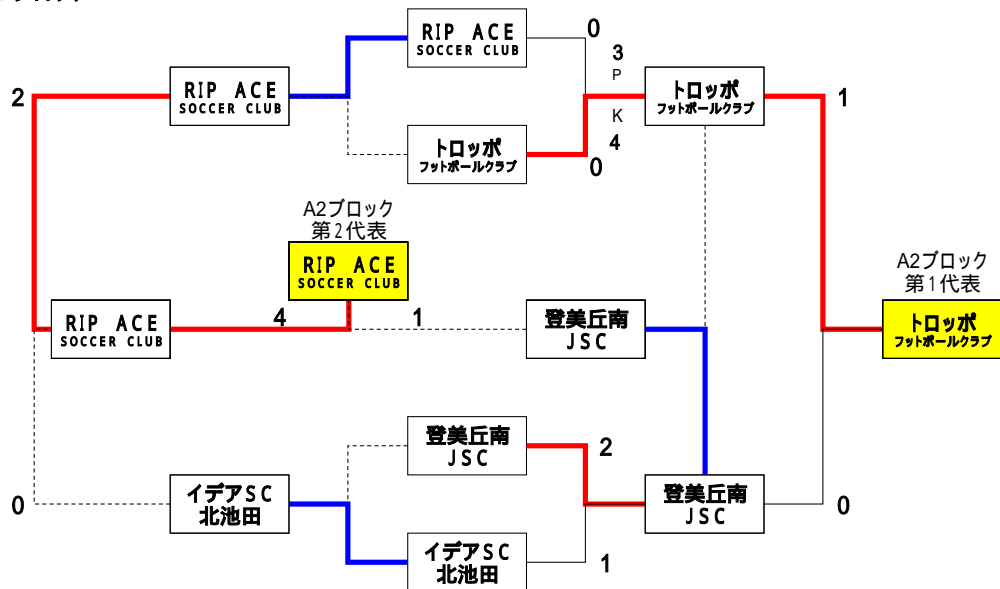 RIP ACE
SOCCER CLUB
0
3
P
K
4
0
2
RIP ACE
SOCCER CLUB
トロッポ
フットボールクラブ
トロッポ
フットボールクラブ
1
A2ブロック
第2代表
RIP ACE
SOCCER CLUB
A2ブロック
第1代表
トロッポ
フットボールクラブ
RIP ACE
SOCCER CLUB
4
1
登美丘南
JSC
登美丘南
JSC
2
0
イデアSC
北池田
登美丘南
JSC
0
イデアSC
北池田
1